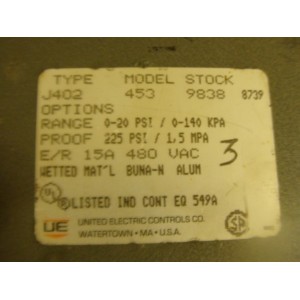 TYPE MODEL STOCK
J402 453 9838 8739
OPTIONS
RANGE 0-20 PSI / 0-140 KPA
PROOF 225 PSI / 1,5 MPA
E/R 15A 480 VAC 3
WETTED MAT'L BUNA-N ALUM
UL ® LISTED IND CONT EQ 549A
UE UNITED ELECTRIC CONTROLS CO.
WATERTOWN • MA • U.S.A.